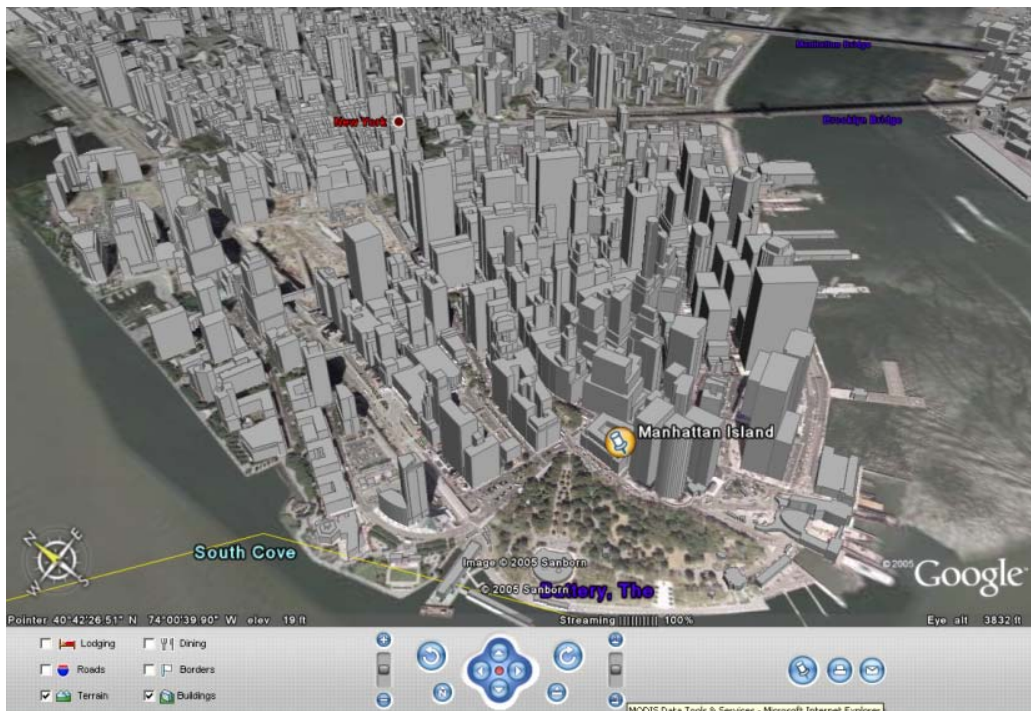 Manhattan Bridge
New York
Brooklyn Bridge
Manhattan Island
N
E
W
S
South Cove
Image © 2005 Sanborn
© 2005 Sanborn
Battery, The
© 2005
Google™
Pointer 40°42'26.51" N 74°00'39.90" W elev 19 ft
Streaming |||||||||| 100%
Eye alt 3832 ft
Lodging
Dining
Roads
Borders
Terrain
Buildings
N
MODIS Data Tools & Services - Microsoft Internet Explorer